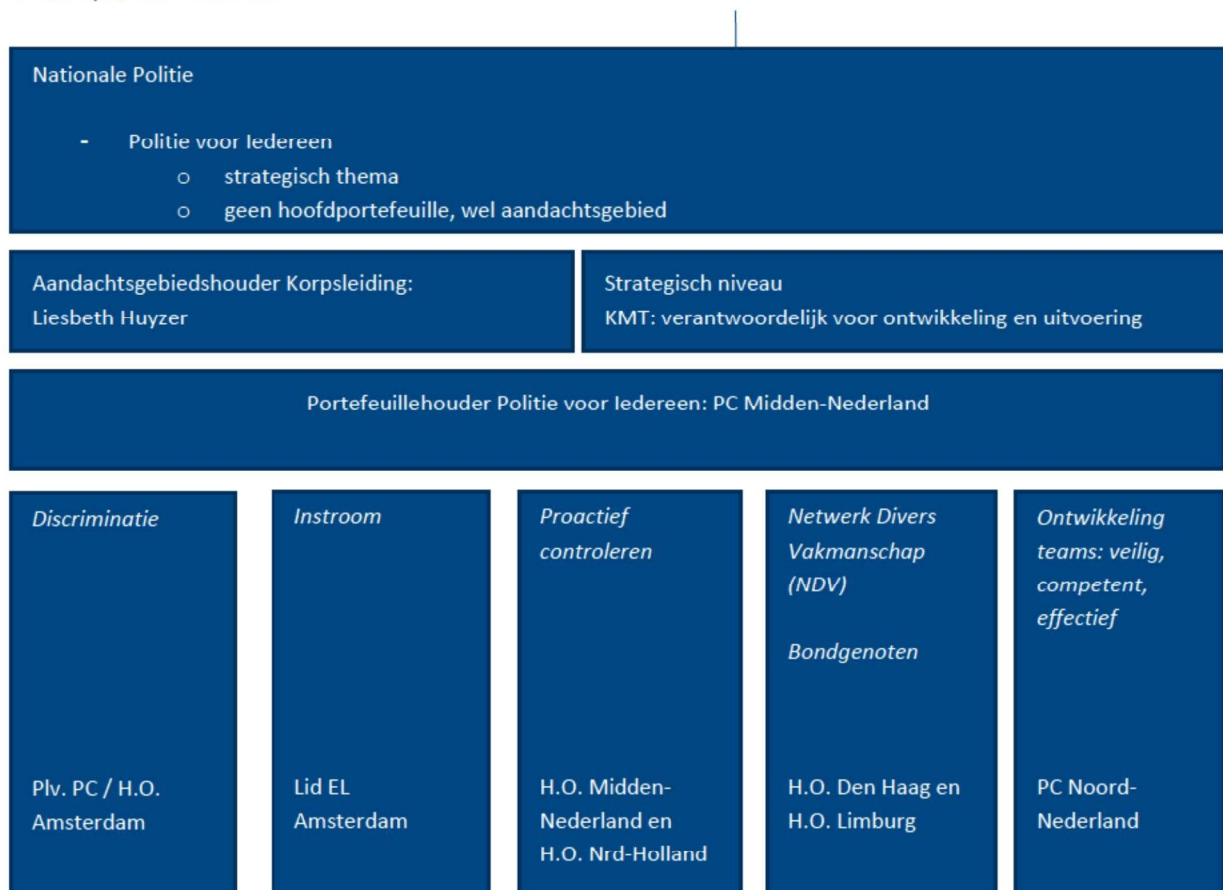 Nationale Politie
- Politie voor Iedereen
o strategisch thema
o geen hoofdportefeuille, wel aandachtsgebied
Aandachtsgebiedshouder Korpsleiding:
Liesbeth Huyzer
Strategisch niveau
KMT: verantwoordelijk voor ontwikkeling en uitvoering
Portefeuillehouder Politie voor Iedereen: PC Midden-Nederland
Discriminatie
Plv. PC / H.O.
Amsterdam
Instroom
Lid EL
Amsterdam
Proactief
controleren
H.O. Midden-
Nederland en
H.O. Nrd-Holland
Netwerk Divers
Vakmanschap
(NDV)
Bondgenoten
H.O. Den Haag en
H.O. Limburg
Ontwikkeling
teams: veilig,
competent,
effectief
PC Noord-
Nederland